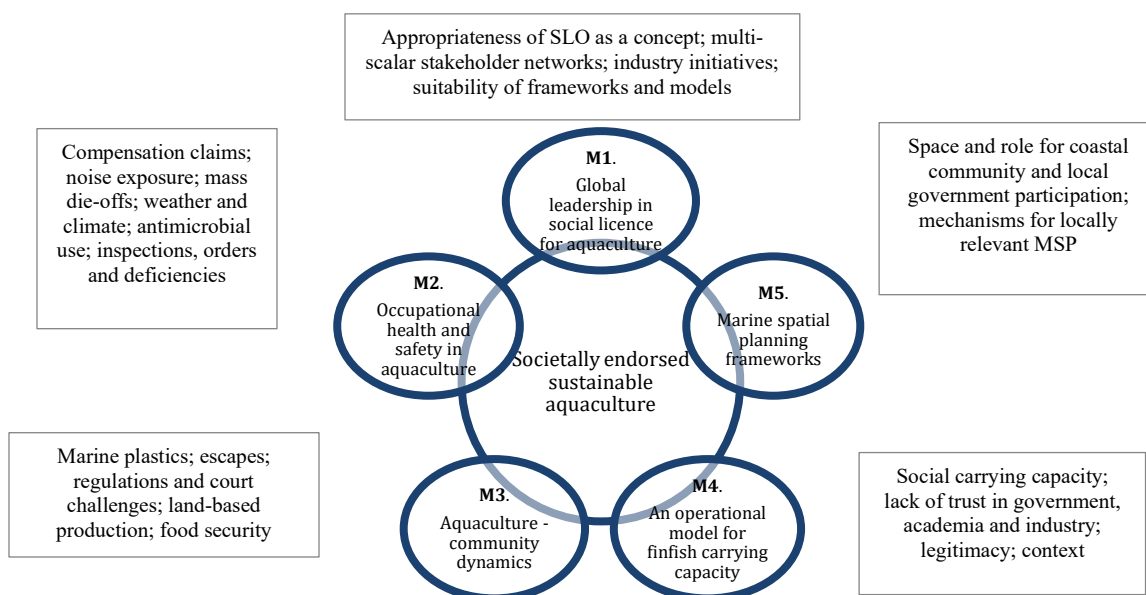 Appropriateness of SLO as a concept; multi-
scalar stakeholder networks; industry initiatives;
suitability of frameworks and models
Compensation claims;
noise exposure; mass
die-offs; weather and
climate; antimicrobial
use; inspections, orders
and deficiencies
M1.
Global
leadership in
social licence for
aquaculture
Space and role for coastal
community and local
government participation;
mechanisms for locally
relevant MSP
M2.
Occupational
health and
safety in
aquaculture
M5.
Marine spatial
planning
frameworks
Societally endorsed
sustainable
aquaculture
Marine plastics; escapes;
regulations and court
challenges; land-based
production; food security
M3.
Aquaculture -
community
dynamics
M4.
An operational
model for
finfish carrying
capacity
Social carrying capacity;
lack of trust in government,
academia and industry;
legitimacy; context